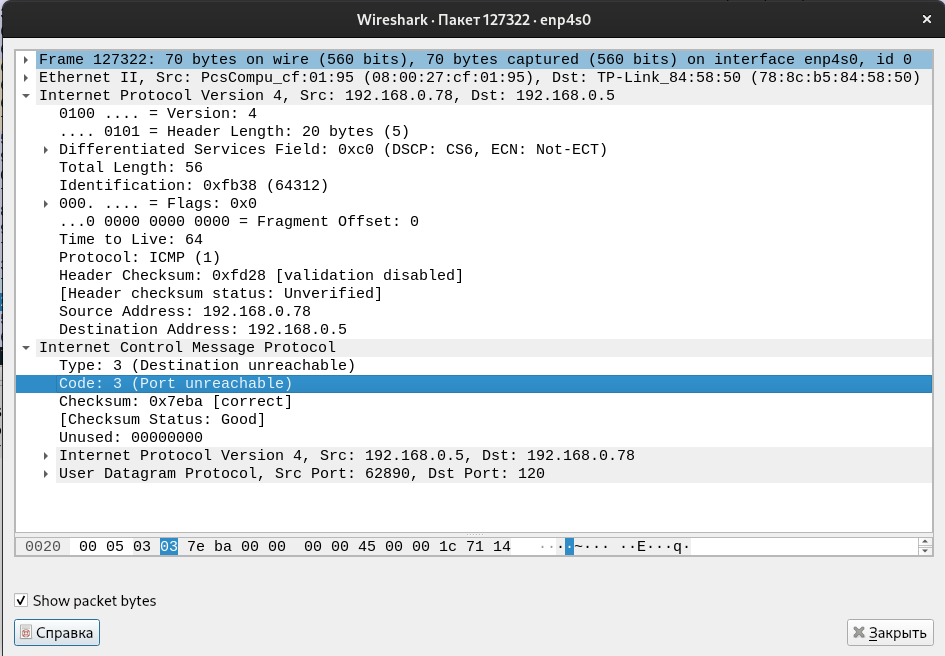 Wireshark · Пакет 127322 · enp4s0
Frame 127322: 70 bytes on wire (560 bits), 70 bytes captured (560 bits) on interface enp4s0, id 0
Ethernet II, Src: PcsCompu_cf:01:95 (08:00:27:cf:01:95), Dst: TP-Link_84:58:50 (78:8c:b5:84:58:50)
Internet Protocol Version 4, Src: 192.168.0.78, Dst: 192.168.0.5
0100 .... = Version: 4
.... 0101 = Header Length: 20 bytes (5)
Differentiated Services Field: 0xc0 (DSCP: CS6, ECN: Not-ECT)
Total Length: 56
Identification: 0xfb38 (64312)
000. .... = Flags: 0x0
...0 0000 0000 0000 = Fragment Offset: 0
Time to Live: 64
Protocol: ICMP (1)
Header Checksum: 0xfd28 [validation disabled]
[Header checksum status: Unverified]
Source Address: 192.168.0.78
Destination Address: 192.168.0.5
Internet Control Message Protocol
Type: 3 (Destination unreachable)
Code: 3 (Port unreachable)
Checksum: 0x7eba [correct]
[Checksum Status: Good]
Unused: 00000000
Internet Protocol Version 4, Src: 192.168.0.5, Dst: 192.168.0.78
User Datagram Protocol, Src Port: 62890, Dst Port: 120
0020 00 05 03 03 7e ba 00 00 00 00 45 00 00 1c 71 14 ····~··· ··E···q·
Show packet bytes
Справка
Закрыть